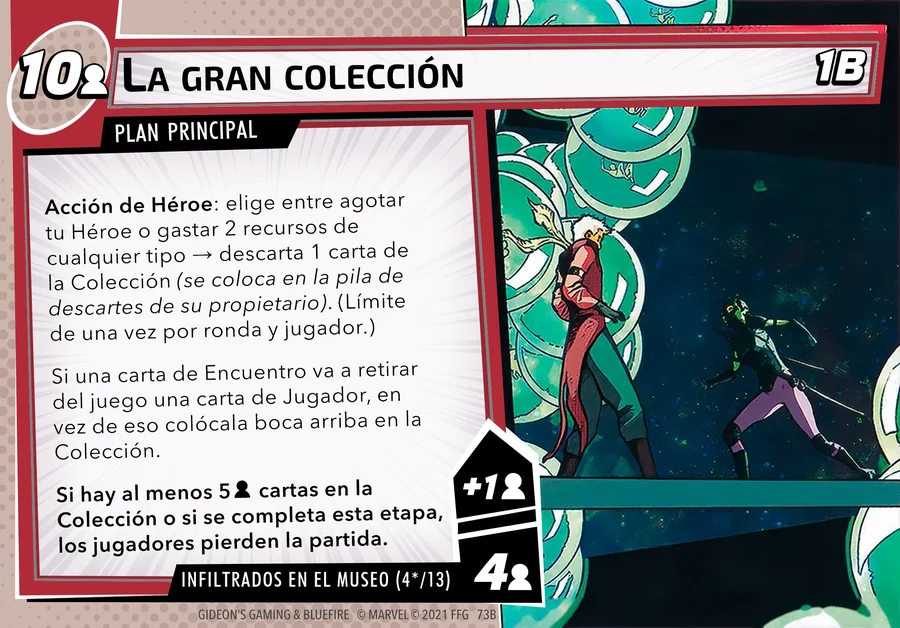 10
LA GRAN COLECCIÓN
1B
PLAN PRINCIPAL
Acción de Héroe: elige entre agotar
tu Héroe o gastar 2 recursos de
cualquier tipo → descarta 1 carta de
la Colección (se coloca en la pila de
descartes de su propietario). (Límite
de una vez por ronda y jugador.)
Si una carta de Encuentro va a retirar
del juego una carta de Jugador, en
vez de eso colócala boca arriba en la
Colección.
Si hay al menos 5 cartas en la
Colección o si se completa esta etapa,
los jugadores pierden la partida.
+1
4
INFILTRADOS EN EL MUSEO (4*/13)
GIDEON'S GAMING & BLUEFIRE © MARVEL © 2021 FFG 73B